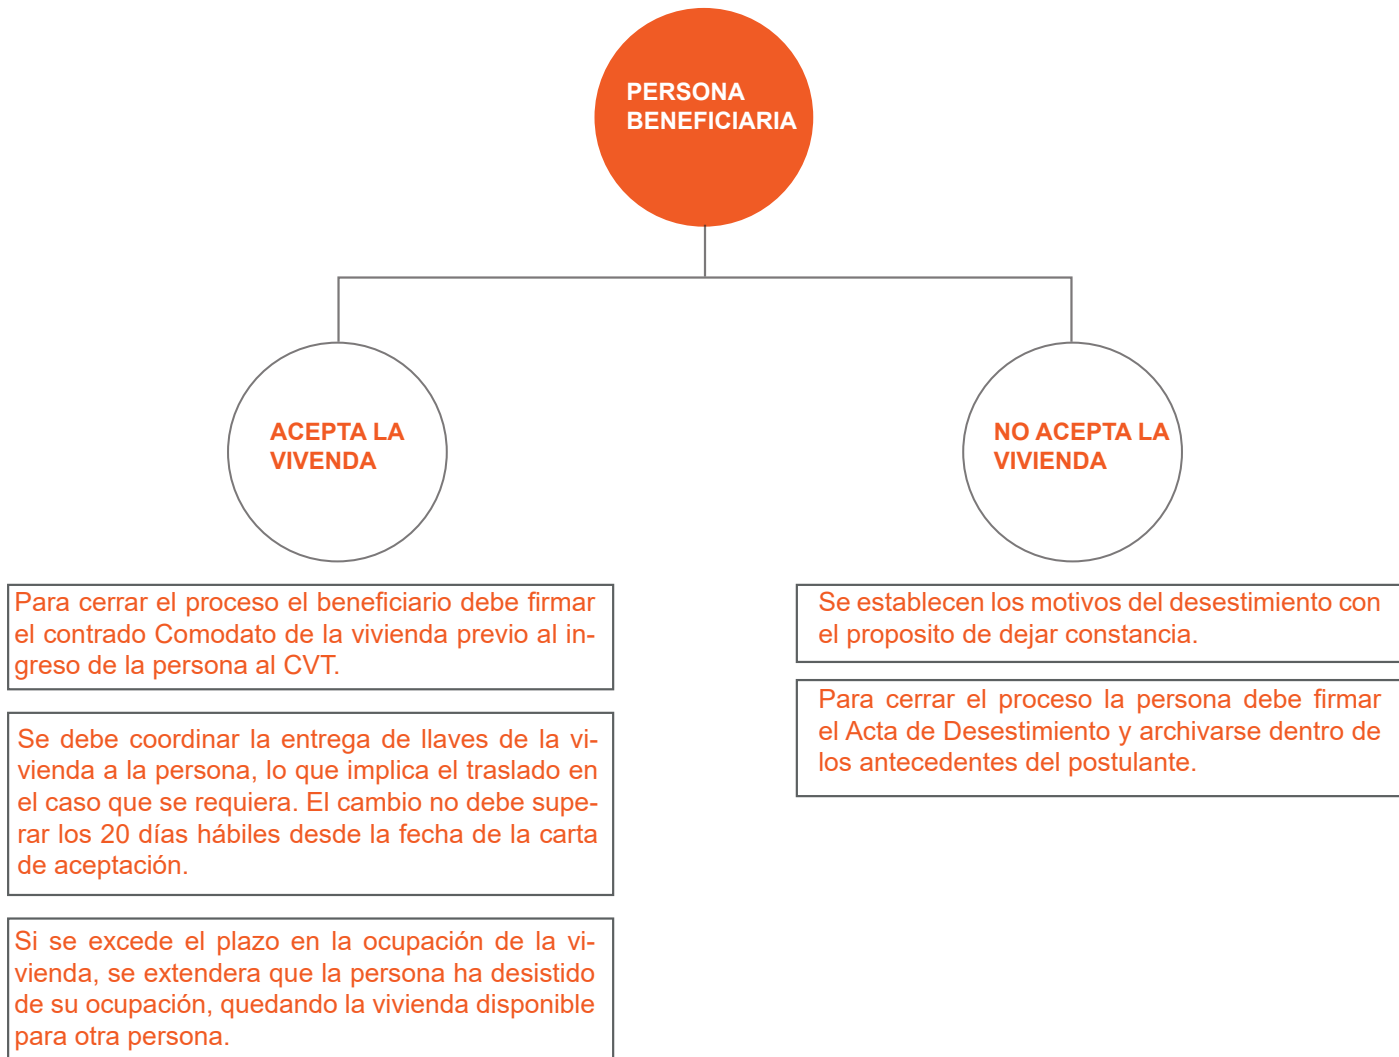 PERSONA
BENEFICIARIA
ACEPTA LA
VIVENDA
Para cerrar el proceso el beneficiario debe firmar
el contrado Comodato de la vivienda previo al in-
greso de la persona al CVT.
Se debe coordinar la entrega de llaves de la vi-
vienda a la persona, lo que implica el traslado en
el caso que se requiera. El cambio no debe supe-
rar los 20 días hábiles desde la fecha de la carta
de aceptación.
Si se excede el plazo en la ocupación de la vi-
vienda, se extendera que la persona ha desistido
de su ocupación, quedando la vivienda disponible
para otra persona.
NO ACEPTA LA
VIVIENDA
Se establecen los motivos del desestimiento con
el proposito de dejar constancia.
Para cerrar el proceso la persona debe firmar
el Acta de Desestimiento y archivarse dentro de
los antecedentes del postulante.